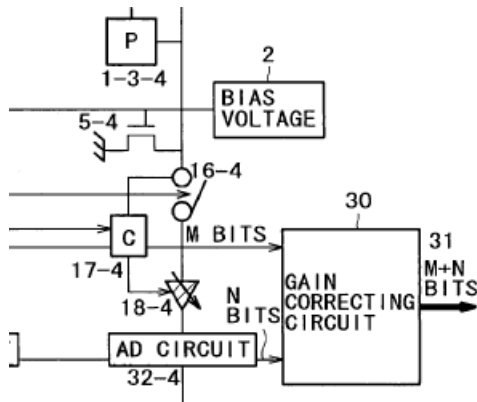 P
1-3-4
2
BIAS
VOLTAGE
5-4
16-4
30
C
M BITS
31
M+N
BITS
17-4
18-4
N
BITS
GAIN
CORRECTING
CIRCUIT
AD CIRCUIT
32-4